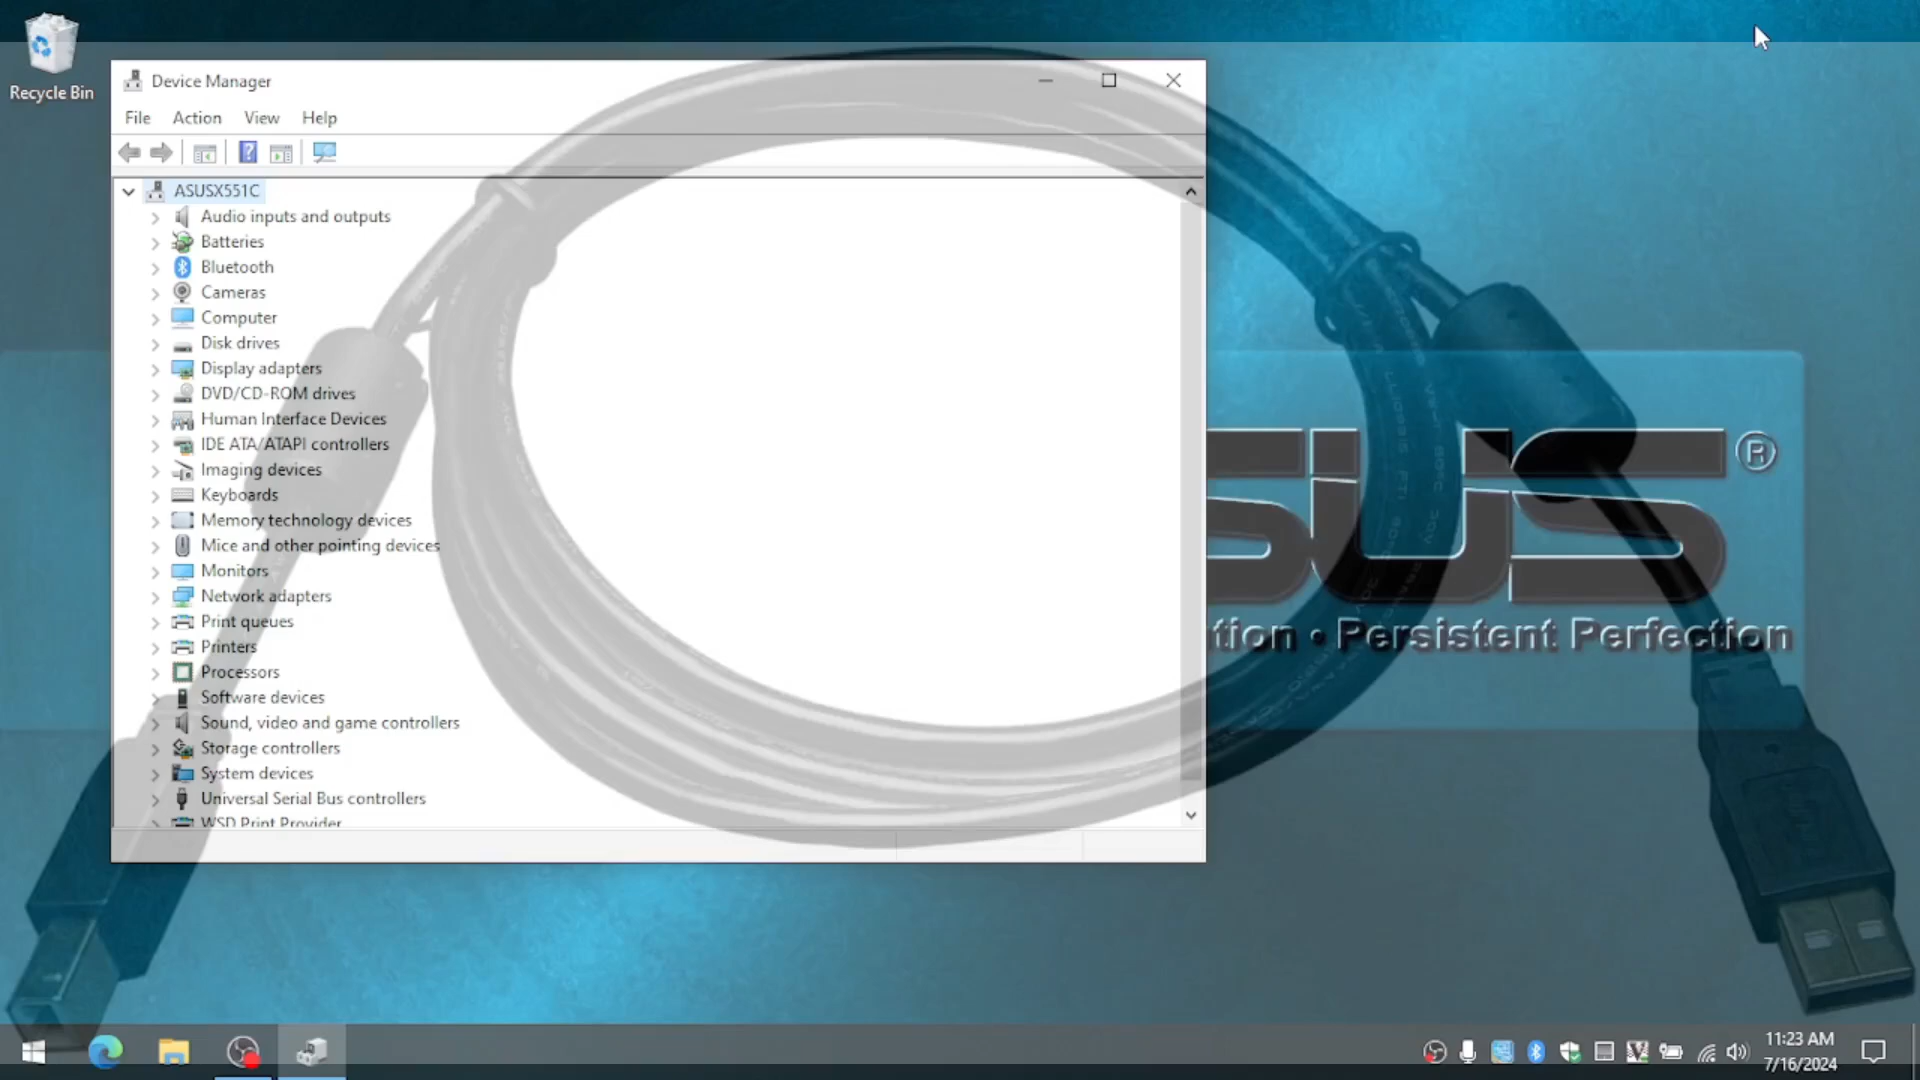 Recycle Bin
Device Manager
File Action View Help
ASUSX551C
Audio inputs and outputs
Batteries
Bluetooth
Cameras
Computer
Disk drives
Display adapters
DVD/CD-ROM drives
Human Interface Devices
IDE ATA/ATAPI controllers
Imaging devices
Keyboards
Memory technology devices
Mice and other pointing devices
Monitors
Network adapters
Print queues
Printers
Processors
Software devices
Sound, video and game controllers
Storage controllers
System devices
Universal Serial Bus controllers
WSD Print Provider
SUS ®
tion • Persistent Perfection
11:23 AM
7/16/2024